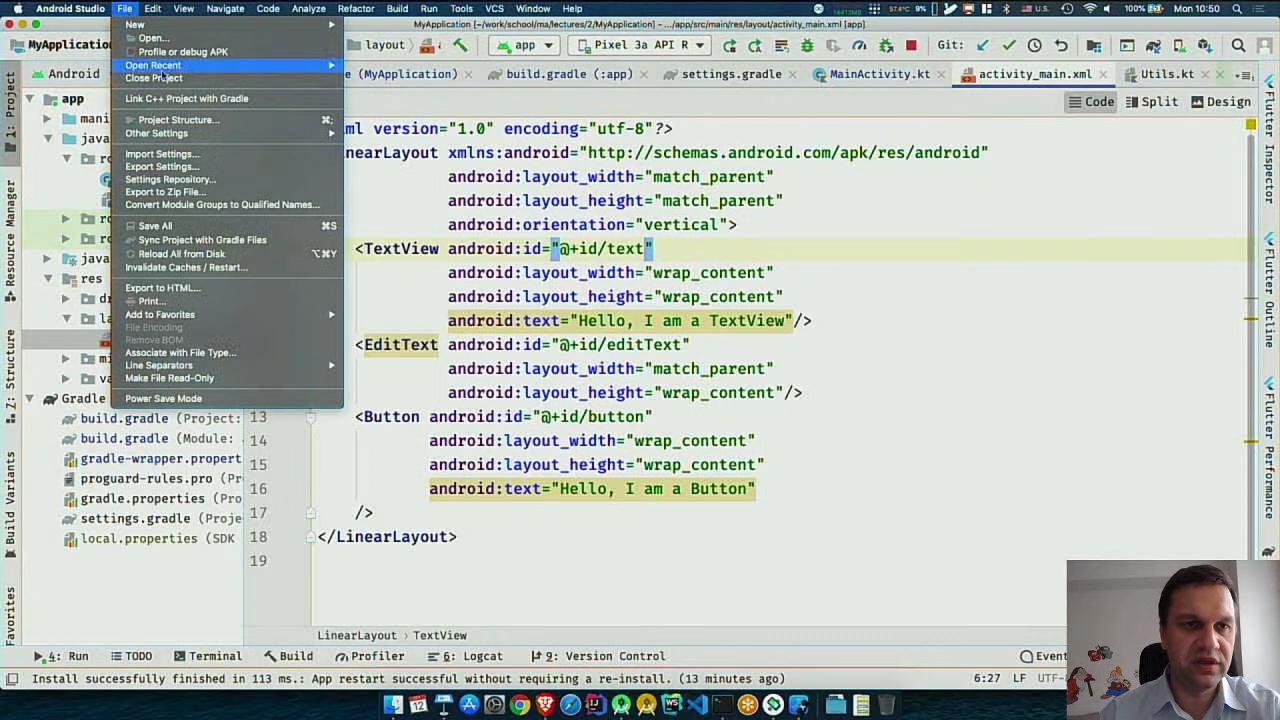 Android Studio File Edit View Navigate Code Analyze Refactor Build Run Tools VCS Window 57.4°C U.S. 100% Mon 10:50
MyApplication [~/work/school/ma/lectures/2/MyApplication] – .../app/src/main/res/layout/activity_main.xml [app]
MyApplication layout app Pixel 3a API R Git:
Android (MyApplication) build.gradle (:app) settings.gradle MainActivity.kt activity_main.xml Utils.kt
Code Split Design
New
Open...
Profile or debug APK
Open Recent
Close Project
Link C++ Project with Gradle
Project Structure... ⌘;
Other Settings
Import Settings...
Export Settings...
Settings Repository...
Export to Zip File...
Convert Module Groups to Qualified Names...
Save All ⌘S
Sync Project with Gradle Files
Reload All from Disk ⌥⌘Y
Invalidate Caches / Restart...
Export to HTML...
Print...
Add to Favorites
File Encoding
Remove BOM
Associate with File Type...
Line Separators
Make File Read-Only
Power Save Mode
1: Project
Resource Manager
Structure
Build Variants
Favorites
app
mani
java
res
Gradle
build.gradle (Project:
build.gradle (Module:
gradle-wrapper.propert
proguard-rules.pro (
gradle.properties (
settings.gradle (
local.properties (SDK
ml version="1.0" encoding="utf-8"?>
inearLayout xmlns:android="http://schemas.android.com/apk/res/android"
android:layout_width="match_parent"
android:layout_height="match_parent"
android:orientation="vertical">
<TextView android:id="@+id/text"
android:layout_width="wrap_content"
android:layout_height="wrap_content"
android:text="Hello, I am a TextView"/>
<EditText android:id="@+id/editText"
android:layout_width="match_parent"
android:layout_height="wrap_content"/>
13 <Button android:id="@+id/button"
14 android:layout_width="wrap_content"
15 android:layout_height="wrap_content"
16 android:text="Hello, I am a Button"
17 />
18 </LinearLayout>
19
LinearLayout › TextView
Flutter Inspector
Flutter Outline
Flutter Performance
4: Run TODO Terminal Build Profiler 6: Logcat 9: Version Control Event
Install successfully finished in 113 ms.: App restart successful without requiring a re-install. (13 minutes ago) 6:27 LF UTF-